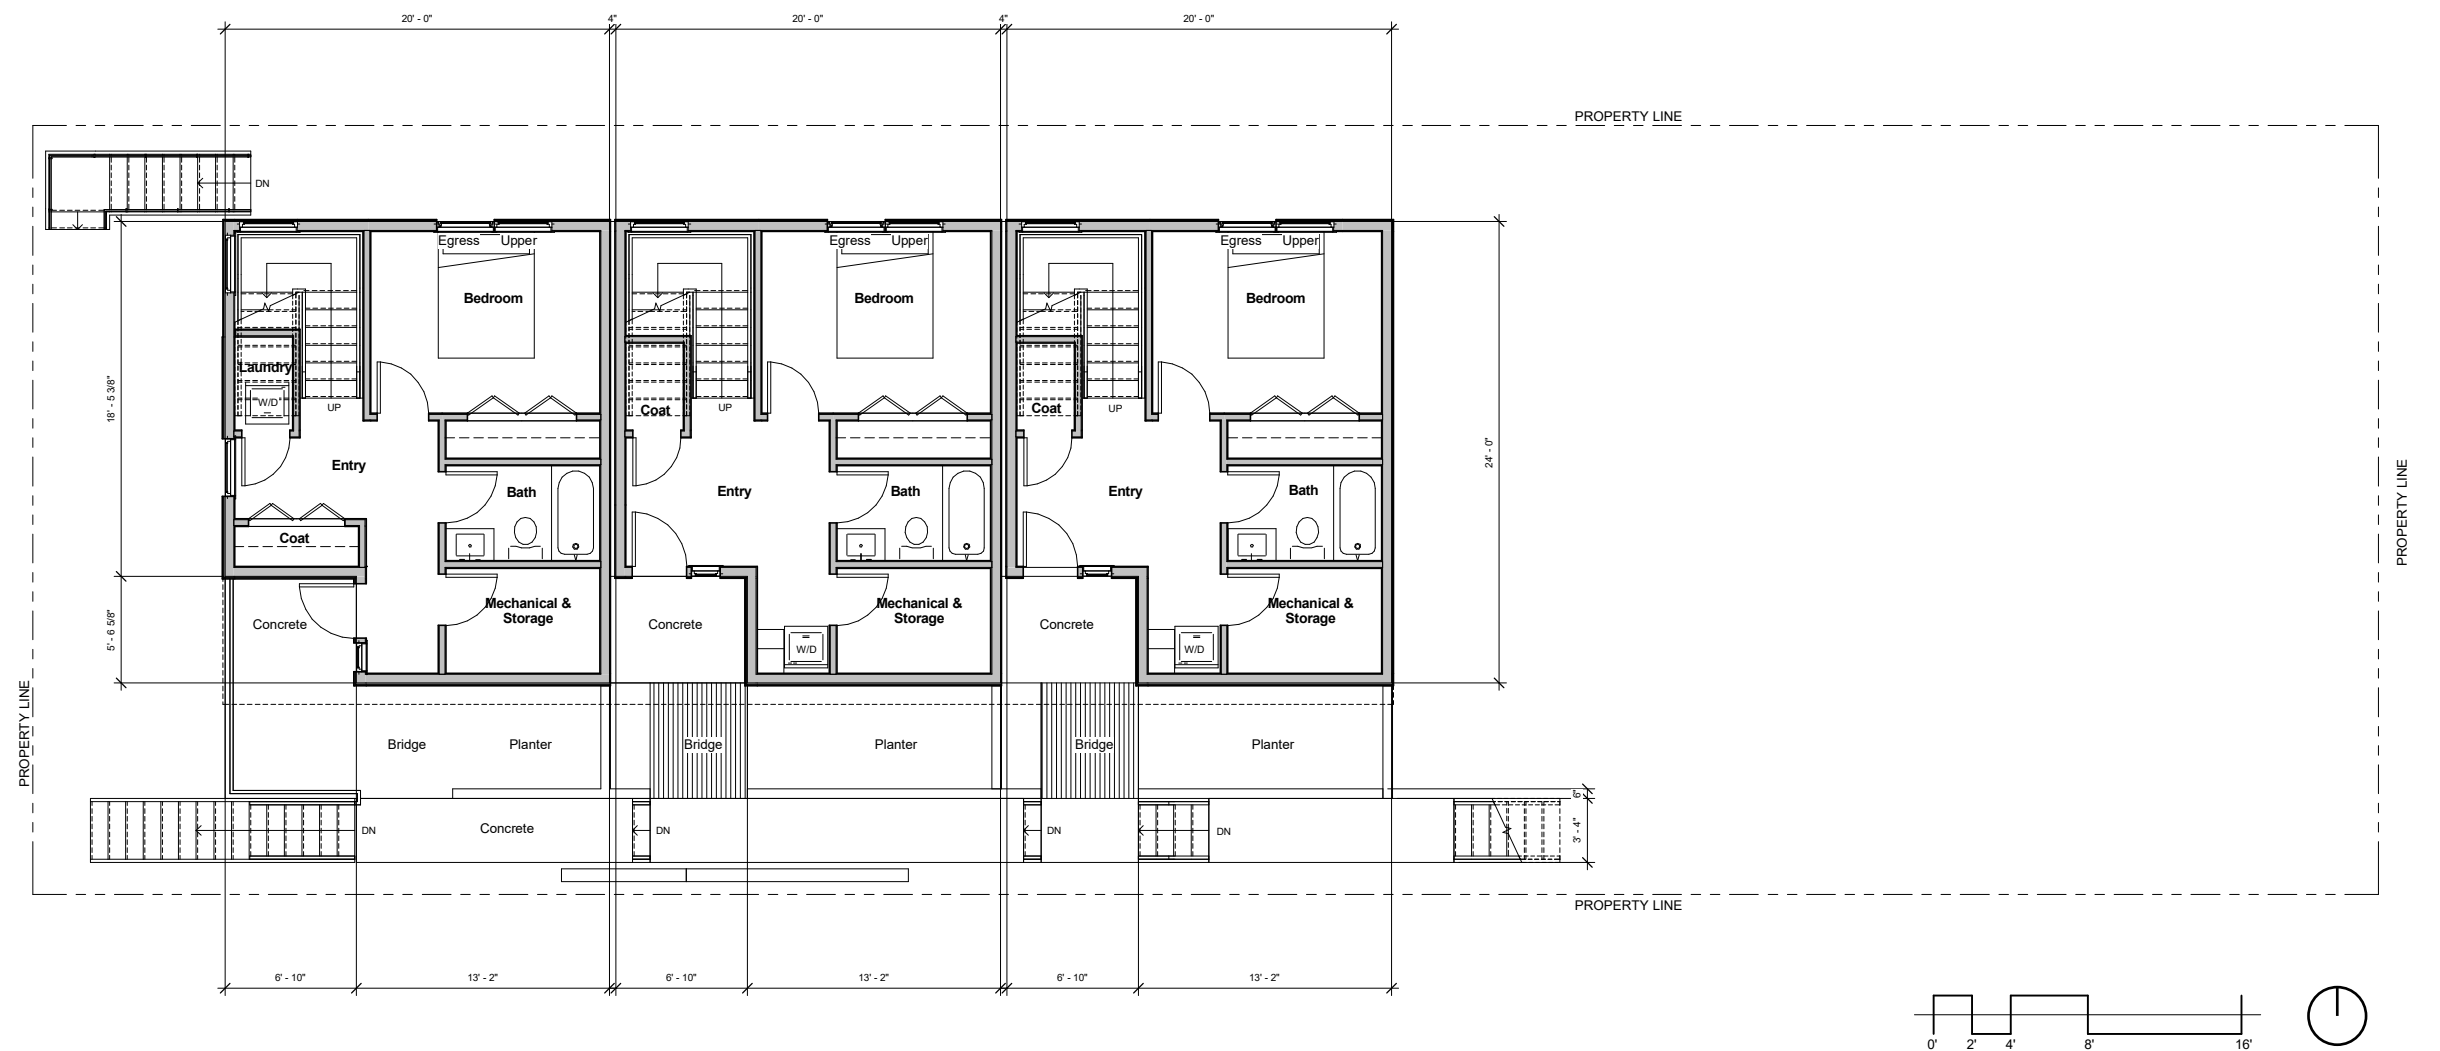 20' - 0" 4" 20' - 0" 4" 20' - 0"
PROPERTY LINE
DN
Egress Upper Egress Upper Egress Upper
Bedroom Bedroom Bedroom
Laundry
W/D
UP
Coat UP
Coat UP
18' - 5 3/8"
24' - 0"
PROPERTY LINE
Entry Entry Entry
Bath Bath Bath
Coat
5' - 6 5/8"
Concrete
Mechanical &
Storage
Concrete
Mechanical &
Storage
W/D
Concrete
Mechanical &
Storage
W/D
PROPERTY LINE
Bridge Planter Bridge Planter Bridge Planter
6"
3' - 4"
DN Concrete DN DN DN
PROPERTY LINE
6' - 10" 13' - 2" 6' - 10" 13' - 2" 6' - 10" 13' - 2"
0' 2' 4' 8' 16'